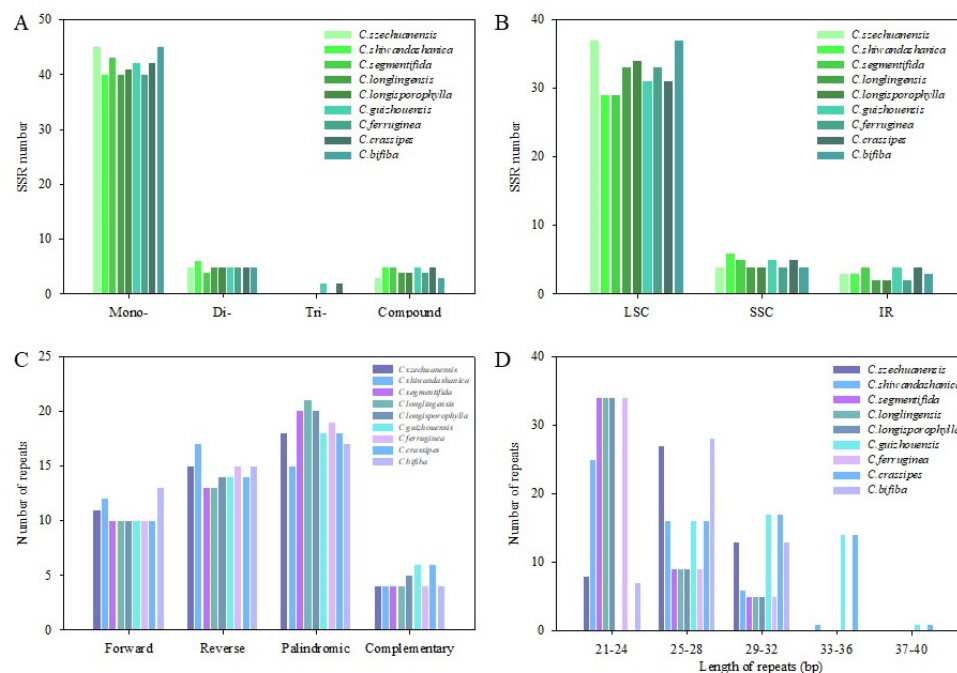 A
50
40
30
20
10
0
SSR number
C.szechuanensis
C.shiwandashanica
C.segmentifida
C.longlingensis
C.longisporophylla
C.guizhouensis
C.ferruginea
C.crassipes
C.bifiba
Mono-
Di-
Tri-
Compound
B
40
30
20
10
0
SSR number
C.szechuanensis
C.shiwandashanica
C.segmentifida
C.longlingensis
C.longisporophylla
C.guizhouensis
C.ferruginea
C.crassipes
C.bifiba
LSC
SSC
IR
C
25
20
15
10
5
0
Number of repeats
C.szechuanensis
C.shiwandashanica
C.segmentifida
C.longlingensis
C.longisporophylla
C.guizhouensis
C.ferruginea
C.crassipes
C.bifiba
Forward
Reverse
Palindromic
Complementary
D
40
30
20
10
0
Number of repeats
C.szechuanensis
C.shiwandashanica
C.segmentifida
C.longlingensis
C.longisporophylla
C.guizhouensis
C.ferruginea
C.crassipes
C.bifiba
21-24
25-28
29-32
33-36
37-40
Length of repeats (bp)